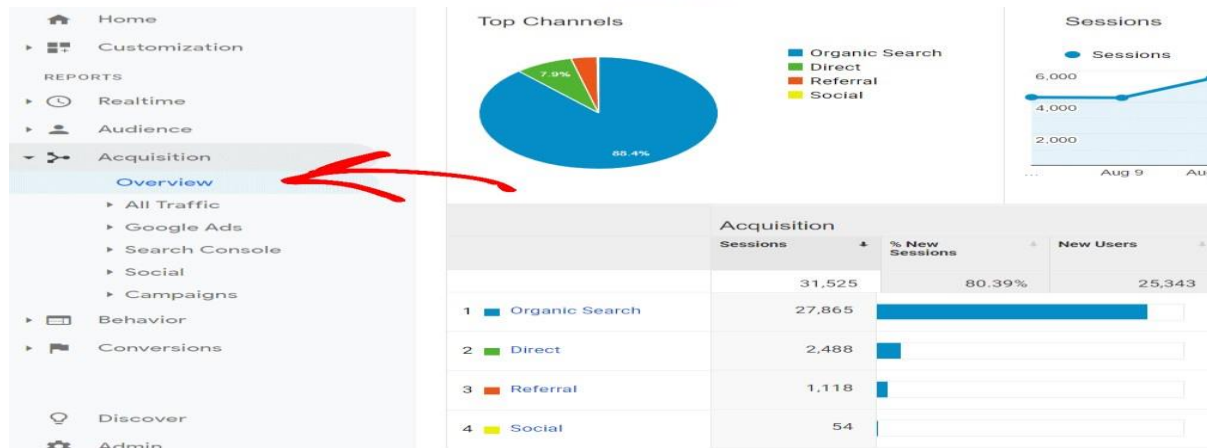 Home
Customization
REPORTS
Realtime
Audience
Acquisition
Overview
All Traffic
Google Ads
Search Console
Social
Campaigns
Behavior
Conversions
Discover
Admin
Top Channels
7.9%
88.4%
Organic Search
Direct
Referral
Social
Sessions
Sessions
6,000
4,000
2,000
... Aug 9 Au
Acquisition
Sessions % New Sessions New Users
31,525 80.39% 25,343
1 Organic Search 27,865
2 Direct 2,488
3 Referral 1,118
4 Social 54